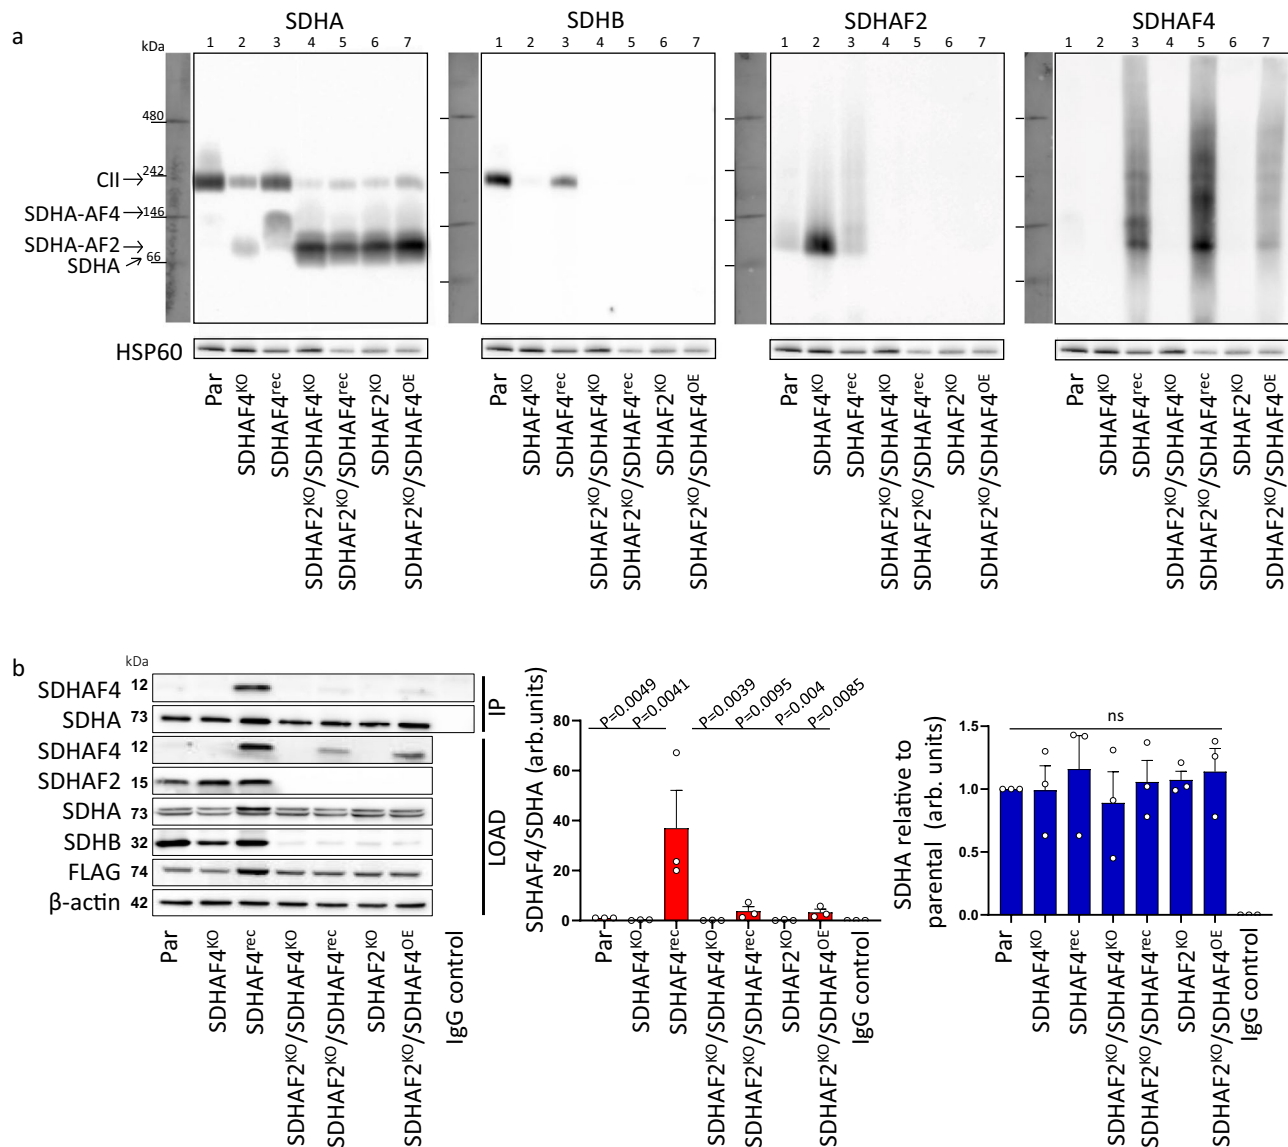 a
SDHA
SDHB
SDHAF2
SDHAF4
kDa
1 2 3 4 5 6 7
1 2 3 4 5 6 7
1 2 3 4 5 6 7
1 2 3 4 5 6 7
480
CII→ 242
SDHA-AF4→ 146
SDHA-AF2→
SDHA ↗ 66
HSP60
Par
SDHAF4KO
SDHAF4rec
SDHAF2KO/SDHAF4KO
SDHAF2KO/SDHAF4rec
SDHAF2KO
SDHAF2KO/SDHAF4OE
Par
SDHAF4KO
SDHAF4rec
SDHAF2KO/SDHAF4KO
SDHAF2KO/SDHAF4rec
SDHAF2KO
SDHAF2KO/SDHAF4OE
Par
SDHAF4KO
SDHAF4rec
SDHAF2KO/SDHAF4KO
SDHAF2KO/SDHAF4rec
SDHAF2KO
SDHAF2KO/SDHAF4OE
Par
SDHAF4KO
SDHAF4rec
SDHAF2KO/SDHAF4KO
SDHAF2KO/SDHAF4rec
SDHAF2KO
SDHAF2KO/SDHAF4OE
b
kDa
SDHAF4 12
SDHA 73
IP
SDHAF4 12
SDHAF2 15
SDHA 73
SDHB 32
FLAG 74
β-actin 42
LOAD
Par
SDHAF4KO
SDHAF4rec
SDHAF2KO/SDHAF4KO
SDHAF2KO/SDHAF4rec
SDHAF2KO
SDHAF2KO/SDHAF4OE
IgG control
SDHAF4/SDHA (arb.units)
80
60
40
20
0
P=0.0049
P=0.0041
P=0.0039
P=0.0095
P=0.004
P=0.0085
Par
SDHAF4KO
SDHAF4rec
SDHAF2KO/SDHAF4KO
SDHAF2KO/SDHAF4rec
SDHAF2KO
SDHAF2KO/SDHAF4OE
IgG control
SDHA relative to
parental (arb. units)
1.5
1.0
0.5
0.0
ns
Par
SDHAF4KO
SDHAF4rec
SDHAF2KO/SDHAF4KO
SDHAF2KO/SDHAF4rec
SDHAF2KO
SDHAF2KO/SDHAF4OE
IgG control